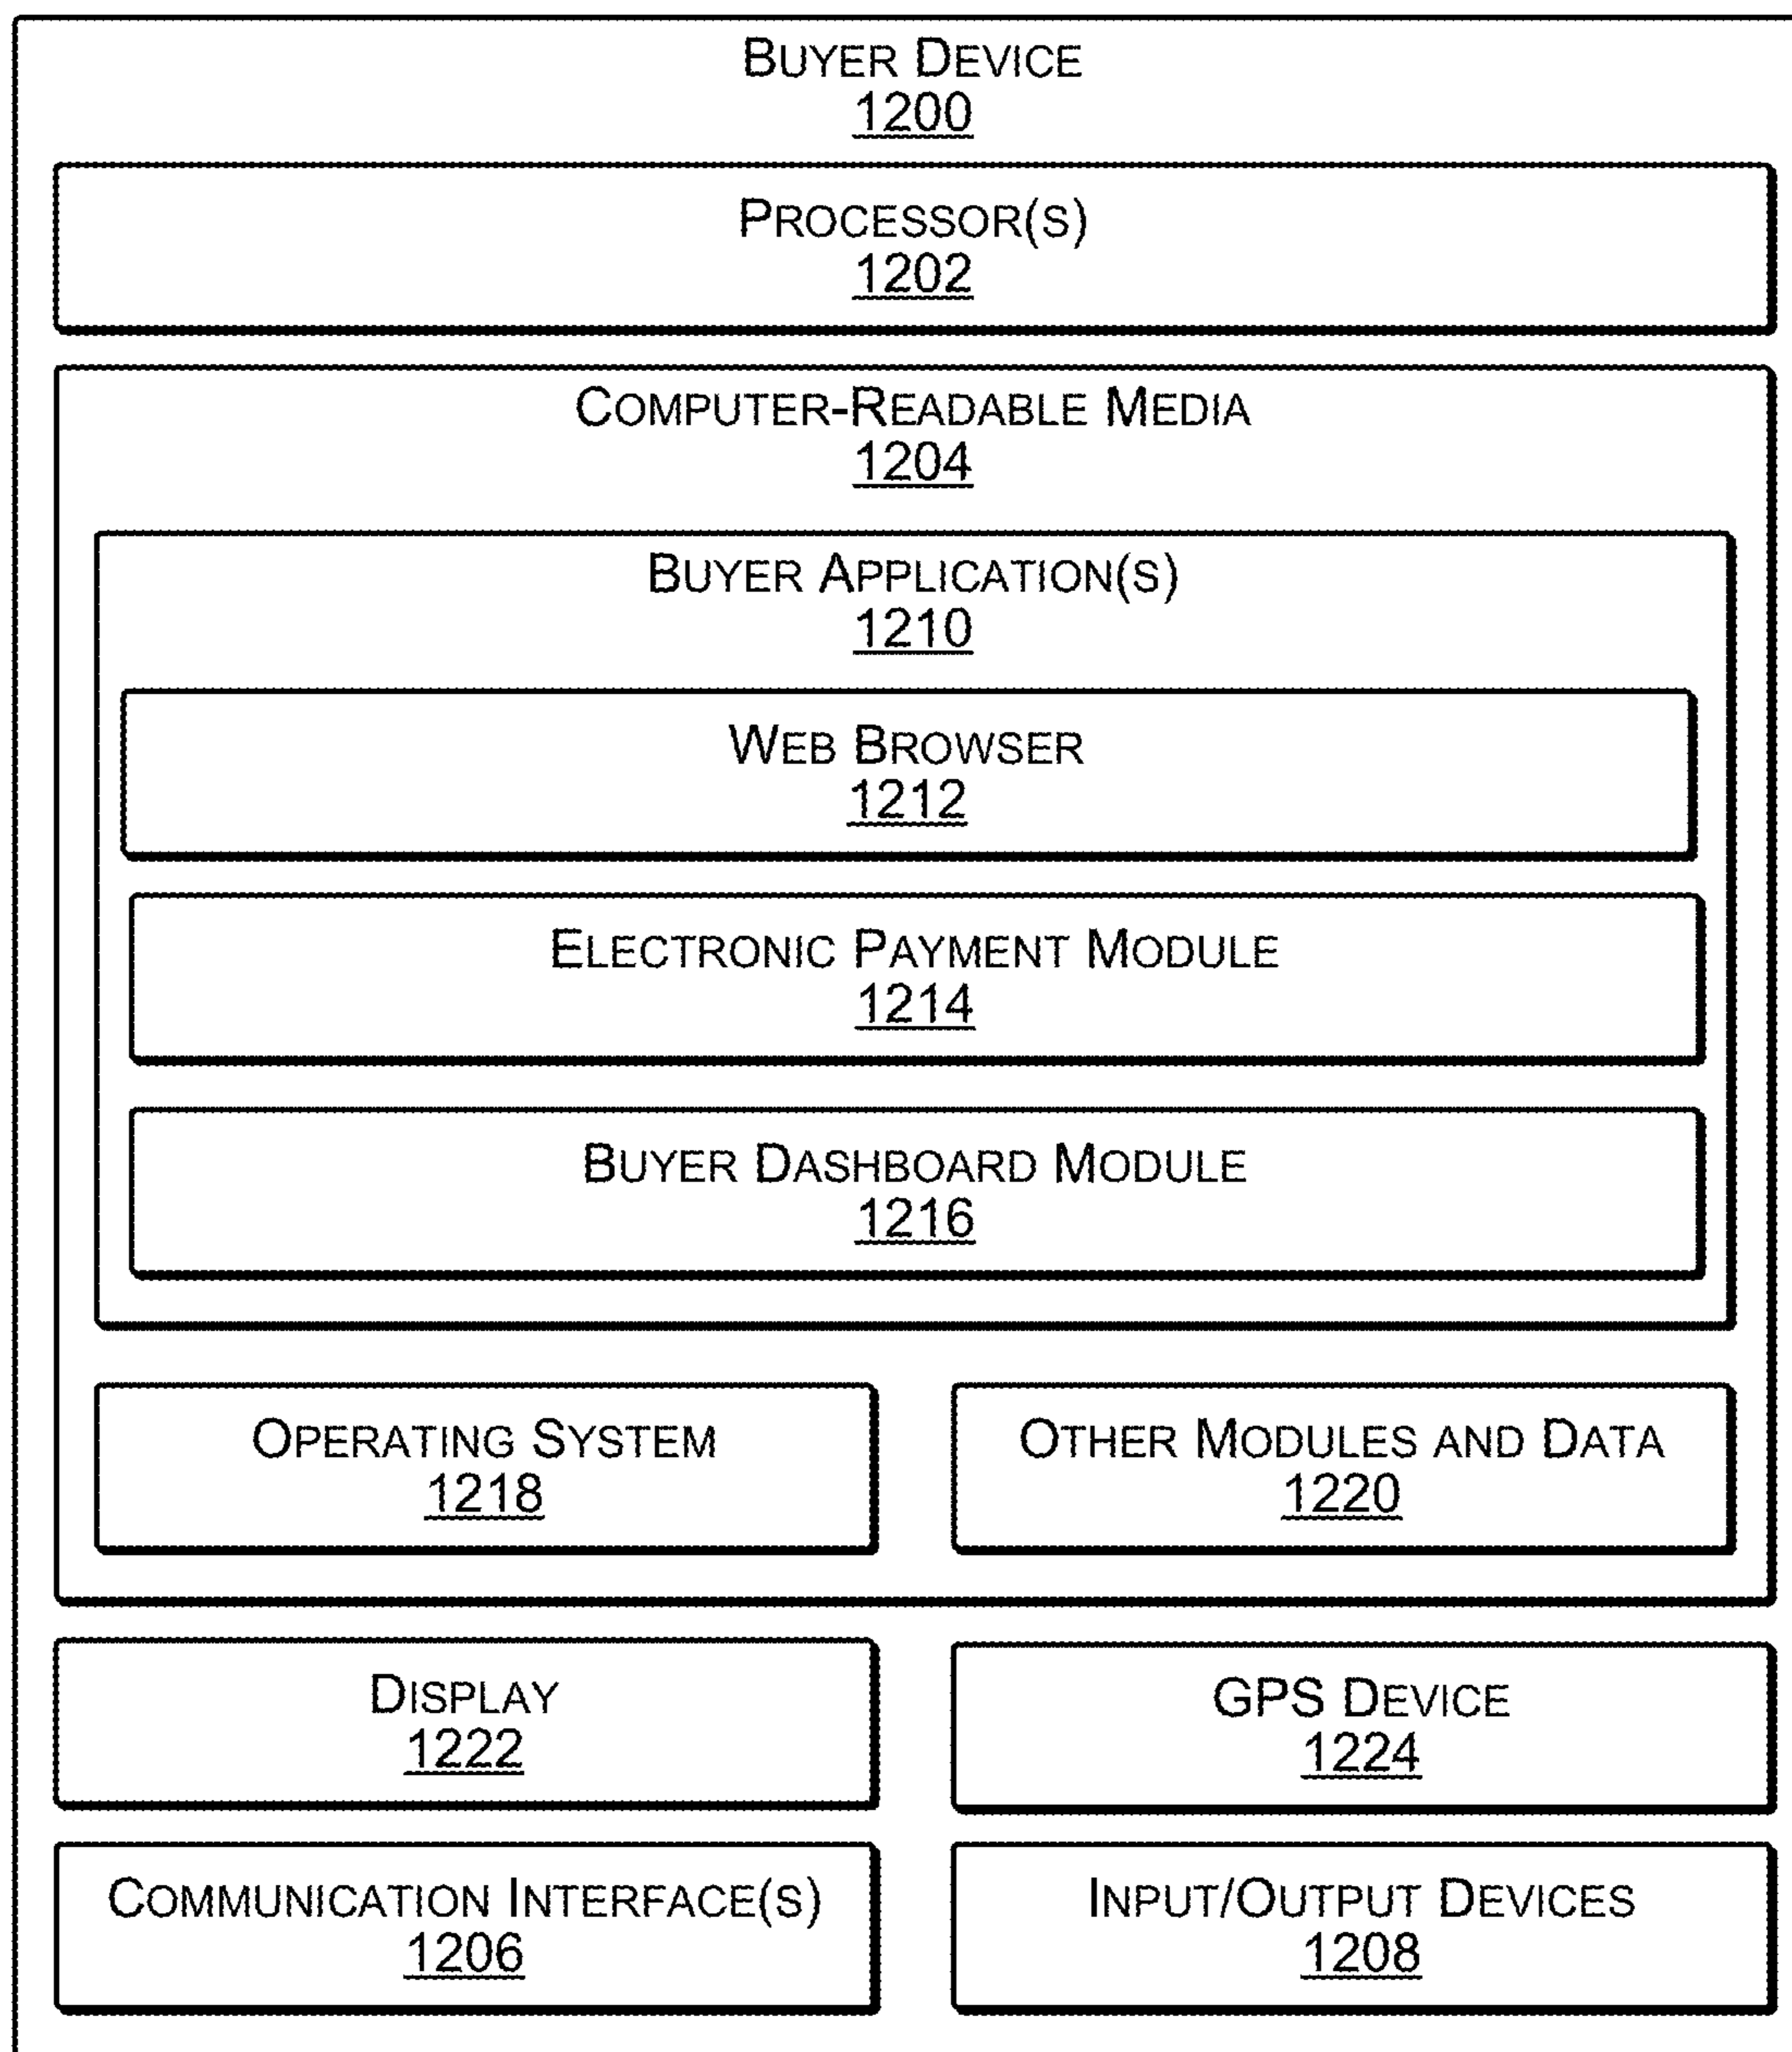 BUYER DEVICE
1200
PROCESSOR(S)
1202
COMPUTER-READABLE MEDIA
1204
BUYER APPLICATION(S)
1210
WEB BROWSER
1212
ELECTRONIC PAYMENT MODULE
1214
BUYER DASHBOARD MODULE
1216
OPERATING SYSTEM
1218
OTHER MODULES AND DATA
1220
DISPLAY
1222
GPS DEVICE
1224
COMMUNICATION INTERFACE(S)
1206
INPUT/OUTPUT DEVICES
1208